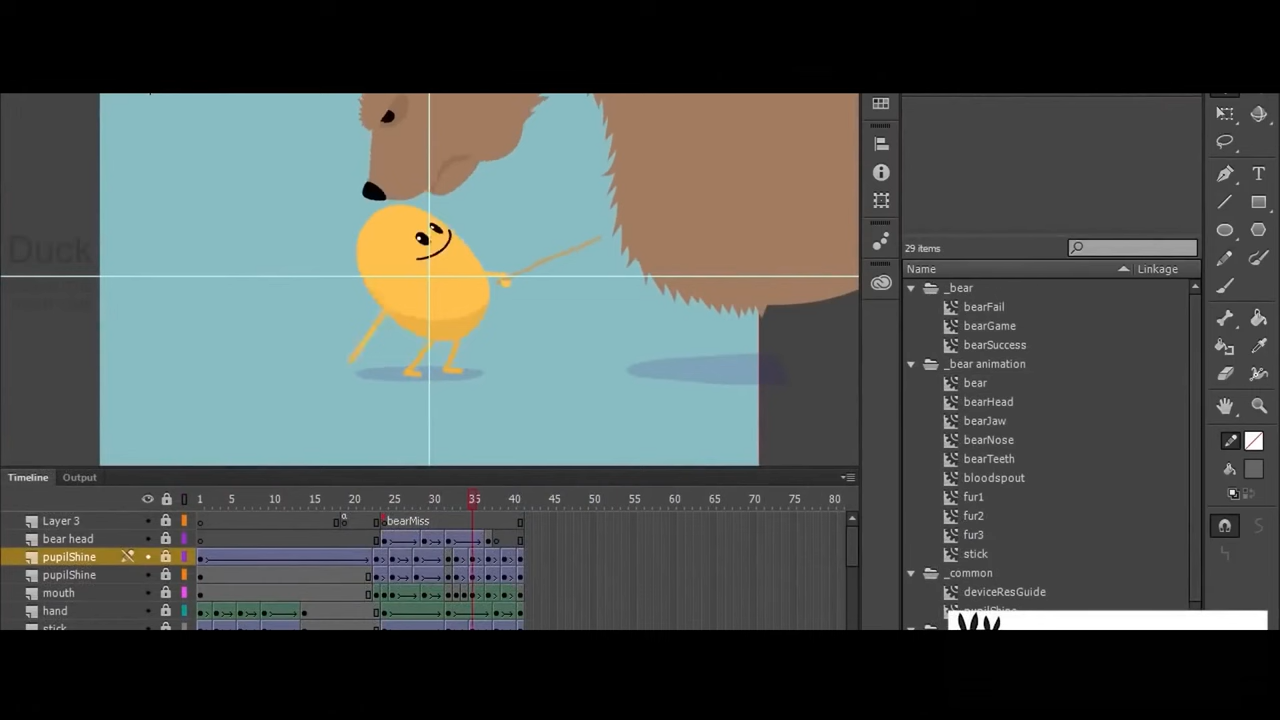 Duck
29 items
Name Linkage
_bear
bearFail
bearGame
bearSuccess
_bear animation
bear
bearHead
bearJaw
bearNose
bearTeeth
bloodspout
fur1
fur2
fur3
stick
_common
deviceResGuide
pupilShine
Timeline Output
1 5 10 15 20 25 30 35 40 45 50 55 60 65 70 75 80
Layer 3
a
bearMiss
bear head
pupilShine
pupilShine
mouth
hand
stick